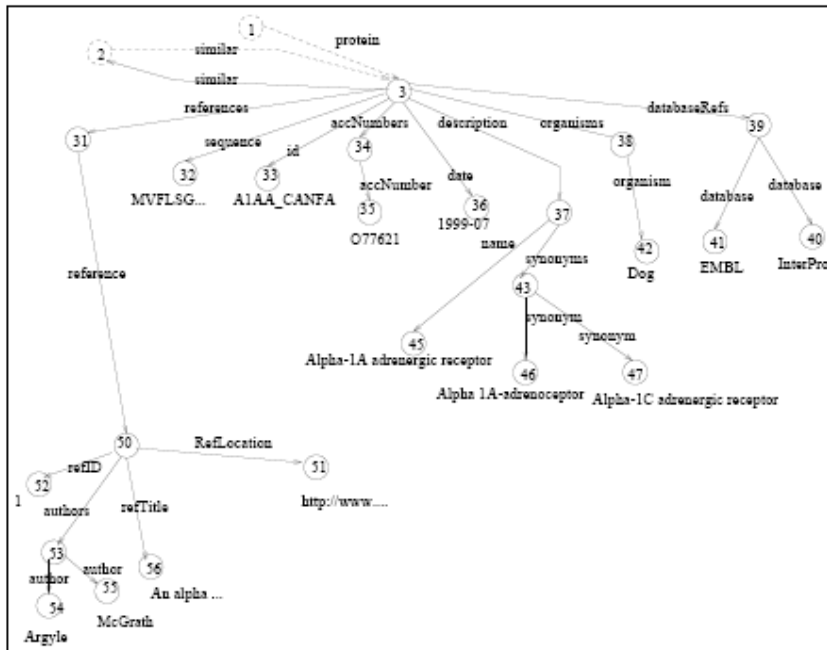 1
protein
2
similar
similar
3
references
databaseRefs
accNumbers
description
organisms
39
31
sequence
34
38
id
32
33
accNumber
date
organism
database
database
MVFLSG...
A1AA_CANFA
35
36
37
O77621
1999-07
41
40
name
42
EMBL
InterPro
synonyms
Dog
reference
43
synonym
45
synonym
Alpha-1A adrenergic receptor
46
47
Alpha 1A-adrenoceptor
Alpha-1C adrenergic receptor
50
RefLocation
refID
51
52
1
http://www.....
authors
refTitle
53
author
author
56
55
An alpha ...
54
McGrath
Argyle